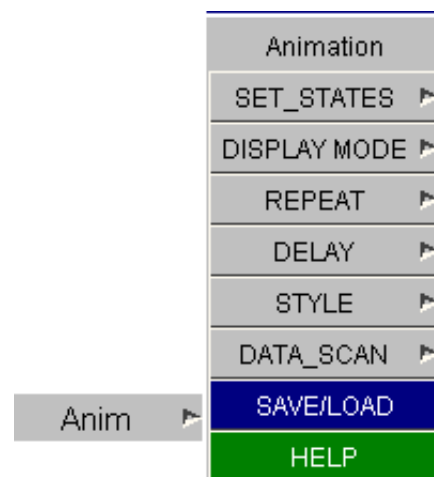 Animation
SET_STATES
DISPLAY MODE
REPEAT
DELAY
STYLE
DATA_SCAN
SAVE/LOAD
Anim
HELP